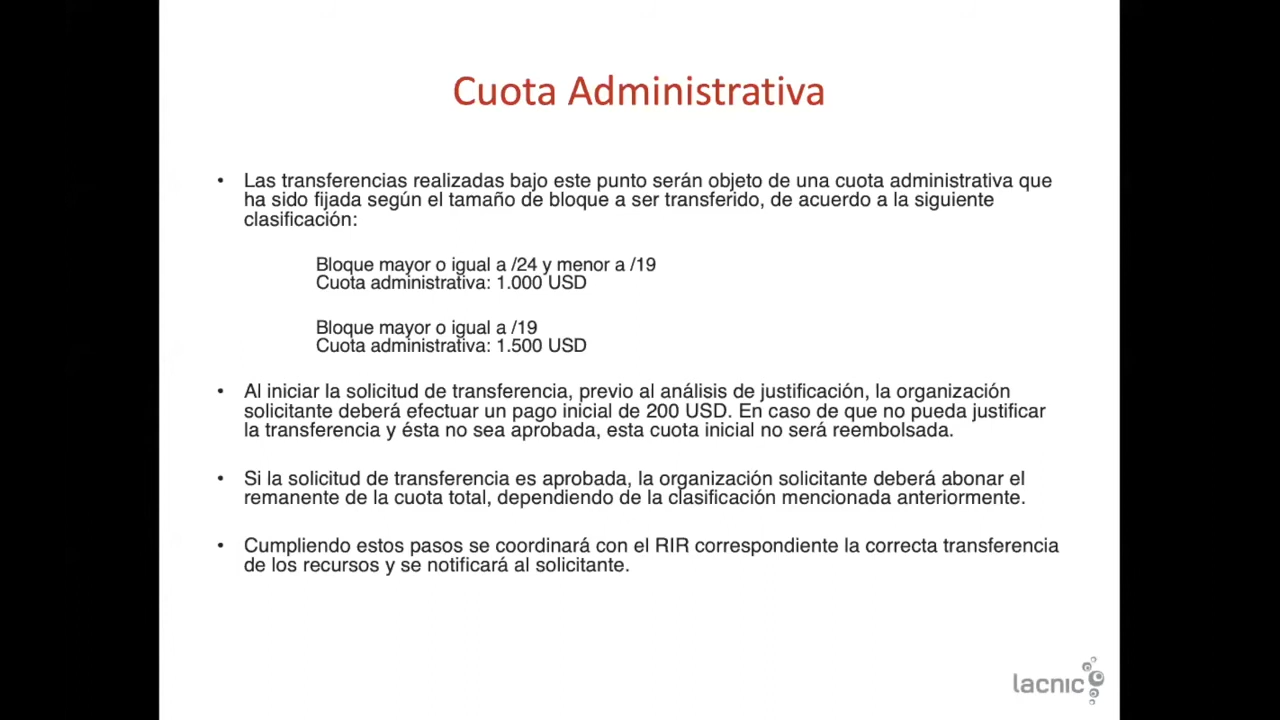 Cuota Administrativa
• Las transferencias realizadas bajo este punto serán objeto de una cuota administrativa que
ha sido fijada según el tamaño de bloque a ser transferido, de acuerdo a la siguiente
clasificación:
Bloque mayor o igual a /24 y menor a /19
Cuota administrativa: 1.000 USD
Bloque mayor o igual a /19
Cuota administrativa: 1.500 USD
• Al iniciar la solicitud de transferencia, previo al análisis de justificación, la organización
solicitante deberá efectuar un pago inicial de 200 USD. En caso de que no pueda justificar
la transferencia y ésta no sea aprobada, esta cuota inicial no será reembolsada.
• Si la solicitud de transferencia es aprobada, la organización solicitante deberá abonar el
remanente de la cuota total, dependiendo de la clasificación mencionada anteriormente.
• Cumpliendo estos pasos se coordinará con el RIR correspondiente la correcta transferencia
de los recursos y se notificará al solicitante.
lacnic